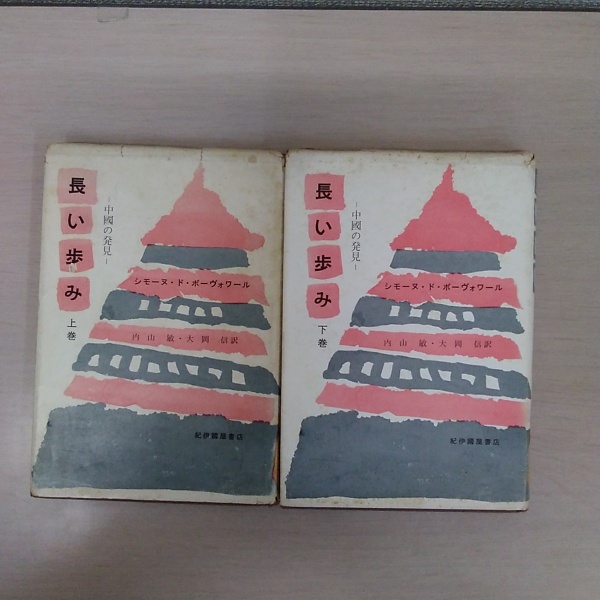 長い歩み
―中國の発見―
上巻
シモーヌ・ド・ボーヴォワール
内山敏・大岡信訳
紀伊國屋書店
長い歩み
―中國の発見―
下巻
シモーヌ・ド・ボーヴォワール
内山敏・大岡信訳
紀伊國屋書店